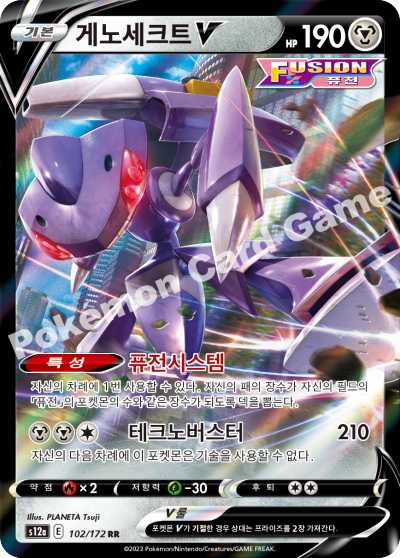 기본 게노세크트 V HP 190
FUSION
퓨전
Pokémon Card Game
특성 퓨전시스템
자신의 차례에 1번 사용할 수 있다. 자신의 패의 장수가 자신의 필드의
「퓨전」의 포켓몬의 수와 같은 장수가 되도록 덱을 뽑는다.
테크노버스터 210
자신의 다음 차례에 이 포켓몬은 기술을 사용할 수 없다.
약점 ×2 저항력 -30 후퇴
Illus. PLANETA Tsuji
V룰
s12a E 102/172 RR
포켓몬 V가 기절한 경우 상대는 프라이즈를 2장 가져간다.
©2023 Pokémon/Nintendo/Creatures/GAME FREAK.